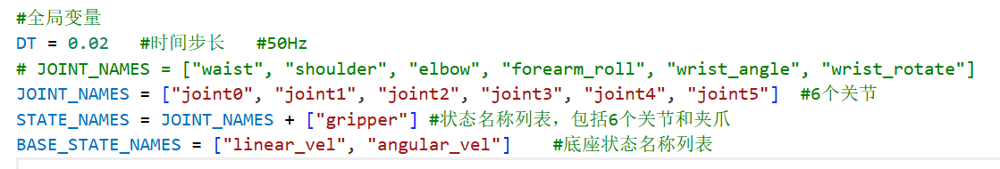 #全局变量
DT = 0.02   #时间步长   #50Hz
# JOINT_NAMES = ["waist", "shoulder", "elbow", "forearm_roll", "wrist_angle", "wrist_rotate"]
JOINT_NAMES = ["joint0", "joint1", "joint2", "joint3", "joint4", "joint5"]  #6个关节
STATE_NAMES = JOINT_NAMES + ["gripper"] #状态名称列表，包括6个关节和夹爪
BASE_STATE_NAMES = ["linear_vel", "angular_vel"]    #底座状态名称列表